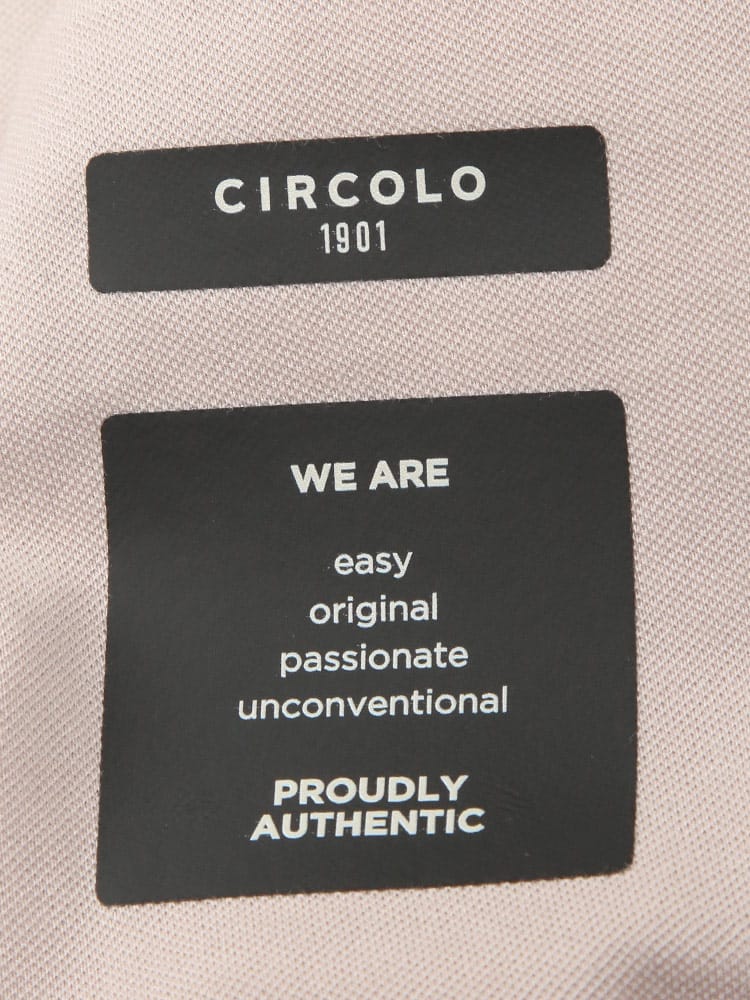 CIRCOLO
1901
WE ARE
easy
original
passionate
unconventional
PROUDLY
AUTHENTIC